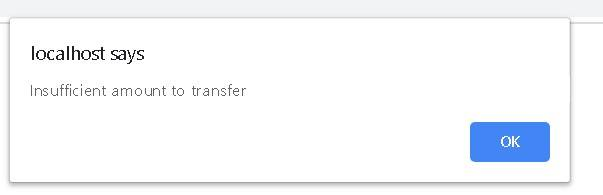 localhost says
Insufficient amount to transfer
OK